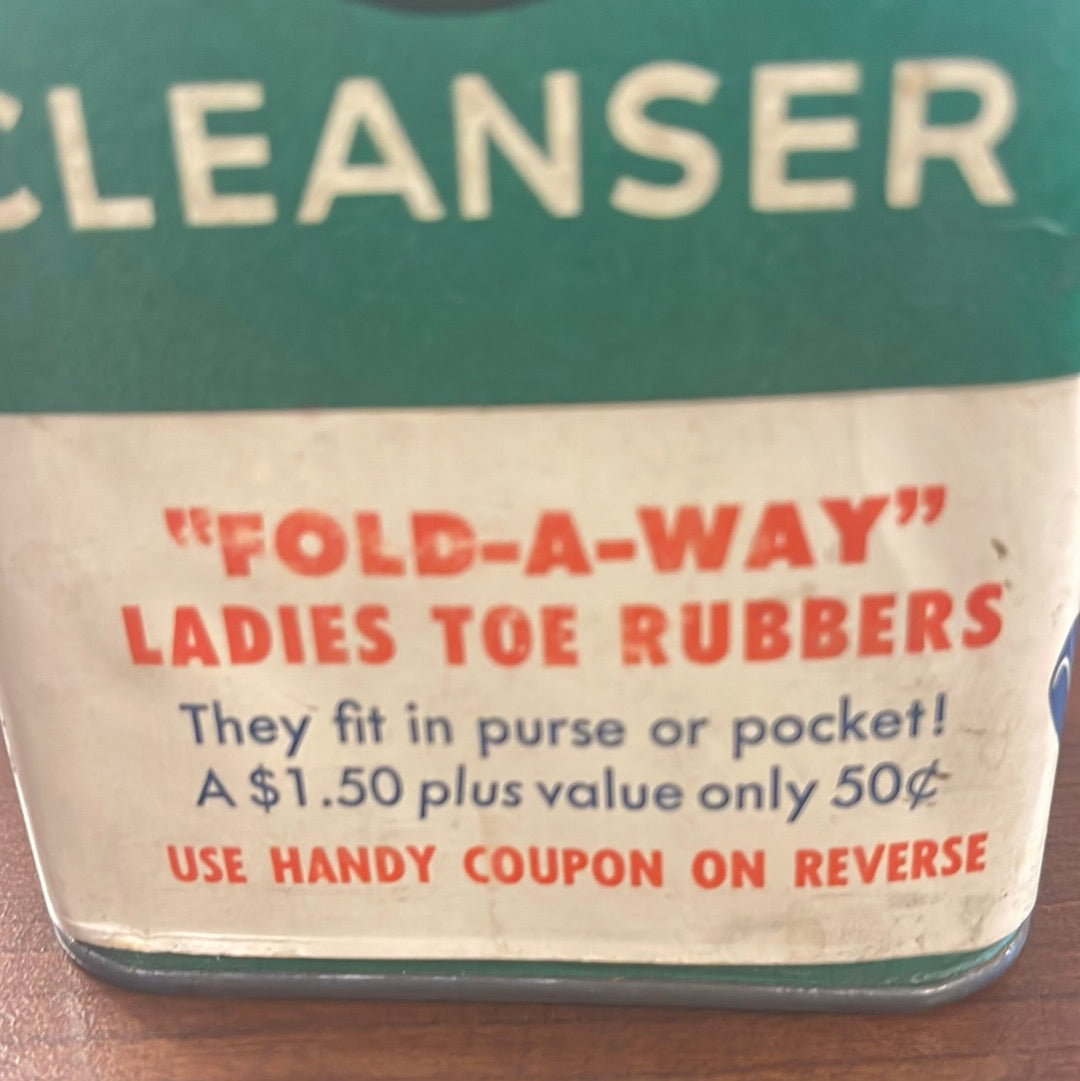 CLEANSER
"FOLD-A-WAY"
LADIES TOE RUBBERS
They fit in purse or pocket!
A $1.50 plus value only 50¢
USE HANDY COUPON ON REVERSE